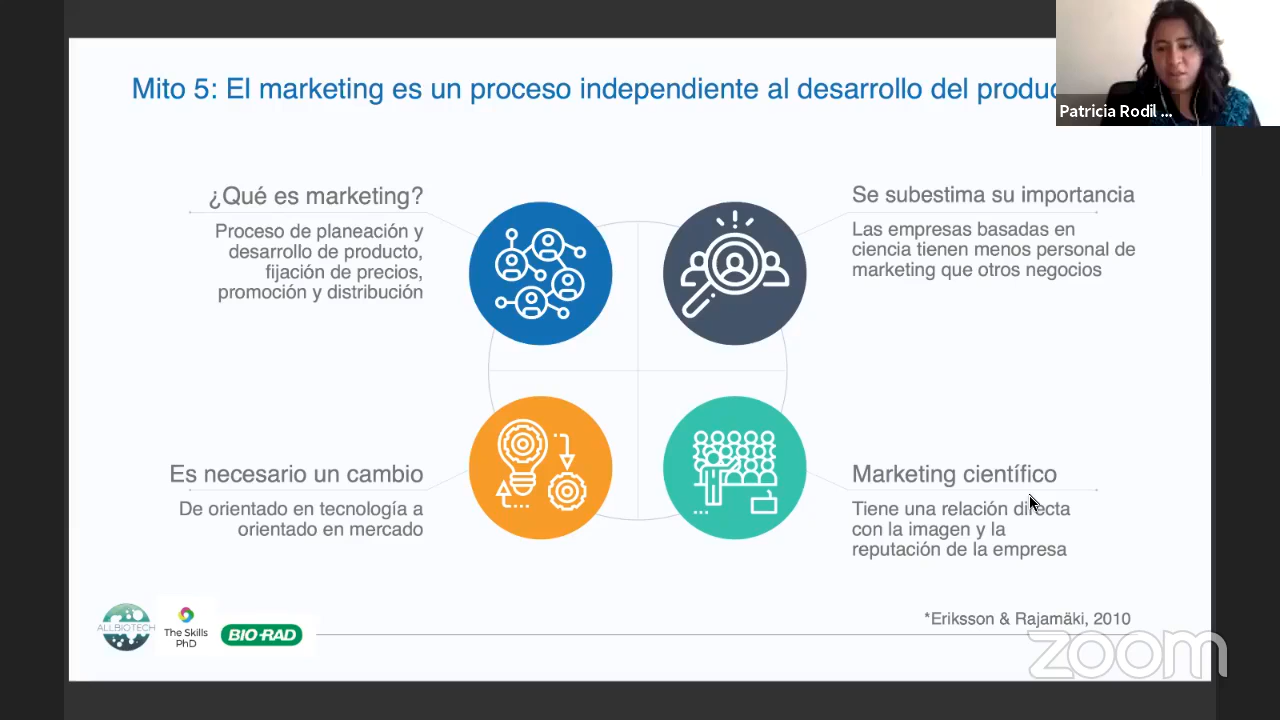 Mito 5: El marketing es un proceso independiente al desarrollo del
Patricia Rodil ...
¿Qué es marketing?
Proceso de planeación y
desarrollo de producto,
fijación de precios,
promoción y distribución
Se subestima su importancia
Las empresas basadas en
ciencia tienen menos personal de
marketing que otros negocios
Es necesario un cambio
De orientado en tecnología a
orientado en mercado
Marketing científico
Tiene una relación directa
con la imagen y la
reputación de la empresa
ALLBIOTECH
The Skills
PhD
BIO-RAD
*Eriksson & Rajamäki, 2010
zoom